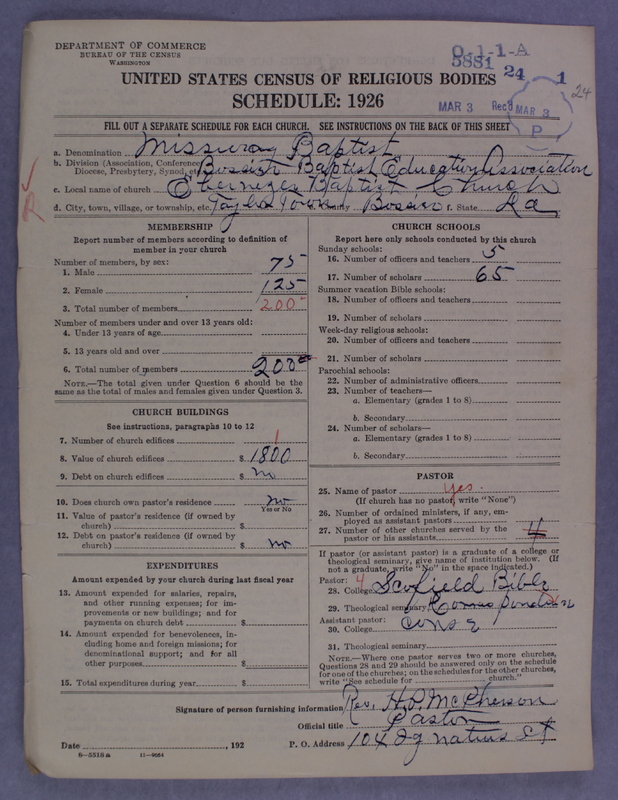 DEPARTMENT OF COMMERCE
BUREAU OF THE CENSUS
WASHINGTON
O-1-1-A
5881
24 1
24
UNITED STATES CENSUS OF RELIGIOUS BODIES
SCHEDULE: 1926
MAR 3 Rec'd MAR 3
P
FILL OUT A SEPARATE SCHEDULE FOR EACH CHURCH. SEE INSTRUCTIONS ON THE BACK OF THIS SHEET
a. Denomination Missionary Baptist
b. Division (Association, Conference,
Diocese, Presbytery, Synod, etc.) Bossier Baptist Education Association
c. Local name of church Ebenezer Baptist Church
d. City, town, village, or township, etc. Taylor Town e. County Bossier f. State La
MEMBERSHIP
Report number of members according to definition of
member in your church
Number of members, by sex:
1. Male 75
2. Female 125
3. Total number of members 200
Number of members under and over 13 years old:
4. Under 13 years of age
5. 13 years old and over
6. Total number of members 200
NOTE.—The total given under Question 6 should be the
same as the total of males and females given under Question 3.
CHURCH BUILDINGS
See instructions, paragraphs 10 to 12
7. Number of church edifices 1
8. Value of church edifices $ 1800
9. Debt on church edifices $ no
10. Does church own pastor's residence no
Yes or No
11. Value of pastor's residence (if owned by
church) $
12. Debt on pastor's residence (if owned by
church) $ no
EXPENDITURES
Amount expended by your church during last fiscal year
13. Amount expended for salaries, repairs,
and other running expenses; for im-
provements or new buildings; and for
payments on church debt $
14. Amount expended for benevolences, in-
cluding home and foreign missions; for
denominational support; and for all
other purposes $
15. Total expenditures during year $
CHURCH SCHOOLS
Report here only schools conducted by this church
Sunday schools:
16. Number of officers and teachers 5
17. Number of scholars 65
Summer vacation Bible schools:
18. Number of officers and teachers
19. Number of scholars
Week-day religious schools:
20. Number of officers and teachers
21. Number of scholars
Parochial schools:
22. Number of administrative officers
23. Number of teachers—
a. Elementary (grades 1 to 8)
b. Secondary
24. Number of scholars—
a. Elementary (grades 1 to 8)
b. Secondary
PASTOR
25. Name of pastor yes.
(If church has no pastor, write "None")
26. Number of ordained ministers, if any, em-
ployed as assistant pastors
27. Number of other churches served by the
pastor or his assistants 4
If pastor (or assistant pastor) is a graduate of a college or
theological seminary, give name of institution below. (If
not a graduate, write "No" in the space indicated.)
Pastor: 4
28. College Scofield Bible
29. Theological seminary
Assistant pastor:
30. College
31. Theological seminary
NOTE.—Where one pastor serves two or more churches,
Questions 28 and 29 should be answered only on the schedule
for one of the churches; on the schedules for the other churches,
write "See schedule for church."
Signature of person furnishing information Rev. H. P. McPherson
Official title Pastor
Date , 192 P. O. Address 104 Ignatius St
8-5510a 11-9664